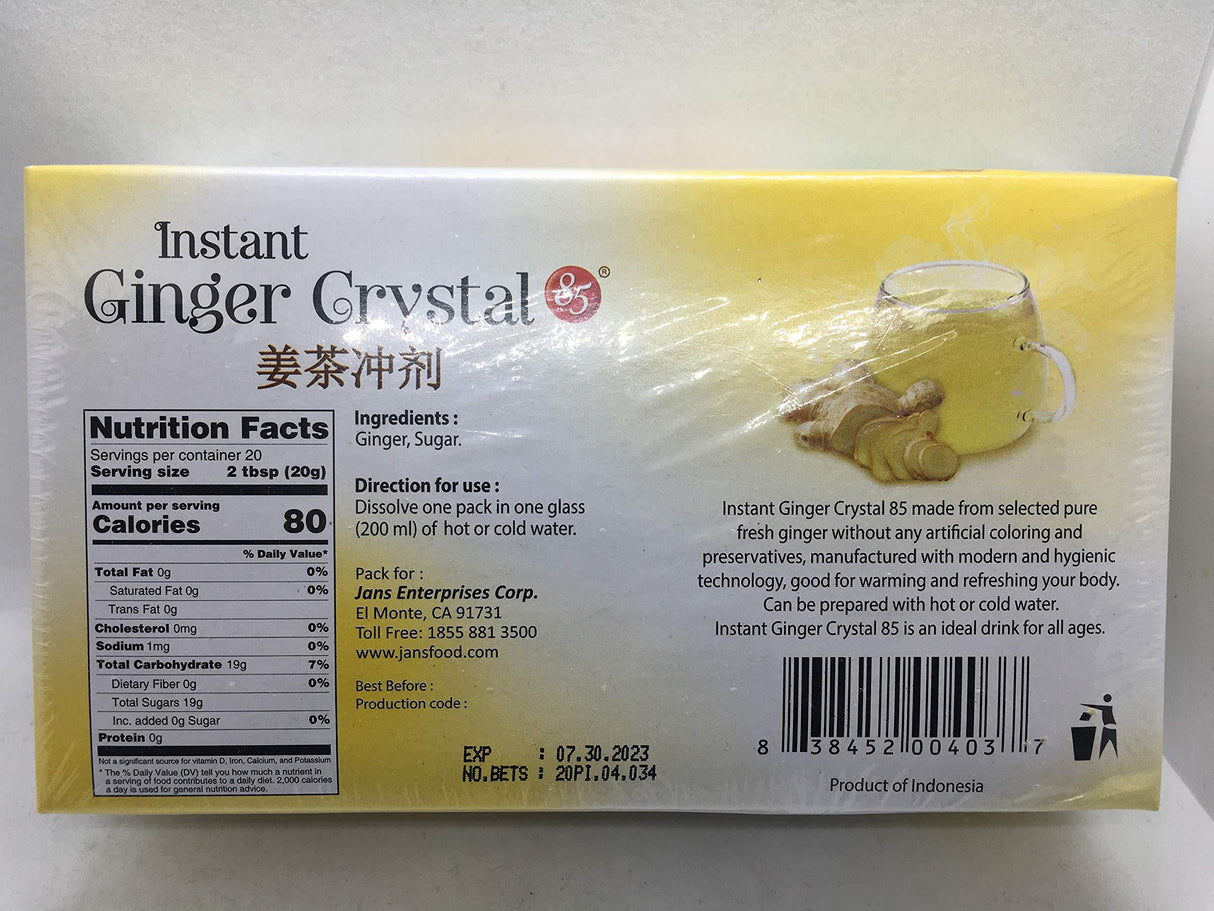 Instant
Ginger Crystal 85®
姜茶冲剂
Nutrition Facts
Servings per container 20
Serving size 2 tbsp (20g)
Amount per serving
Calories 80
% Daily Value*
Total Fat 0g 0%
Saturated Fat 0g 0%
Trans Fat 0g
Cholesterol 0mg 0%
Sodium 1mg 0%
Total Carbohydrate 19g 7%
Dietary Fiber 0g 0%
Total Sugars 19g
Inc. added 0g Sugar 0%
Protein 0g
Not a significant source for vitamin D, Iron, Calcium, and Potassium
* The % Daily Value (DV) tell you how much a nutrient in
a serving of food contributes to a daily diet. 2,000 calories
a day is used for general nutrition advice.
Ingredients :
Ginger, Sugar.
Direction for use :
Dissolve one pack in one glass
(200 ml) of hot or cold water.
Pack for :
Jans Enterprises Corp.
El Monte, CA 91731
Toll Free: 1855 881 3500
www.jansfood.com
Best Before :
Production code :
EXP : 07.30.2023
NO.BETS : 20PI.04.034
Instant Ginger Crystal 85 made from selected pure
fresh ginger without any artificial coloring and
preservatives, manufactured with modern and hygienic
technology, good for warming and refreshing your body.
Can be prepared with hot or cold water.
Instant Ginger Crystal 85 is an ideal drink for all ages.
8 38452 00403 7
Product of Indonesia